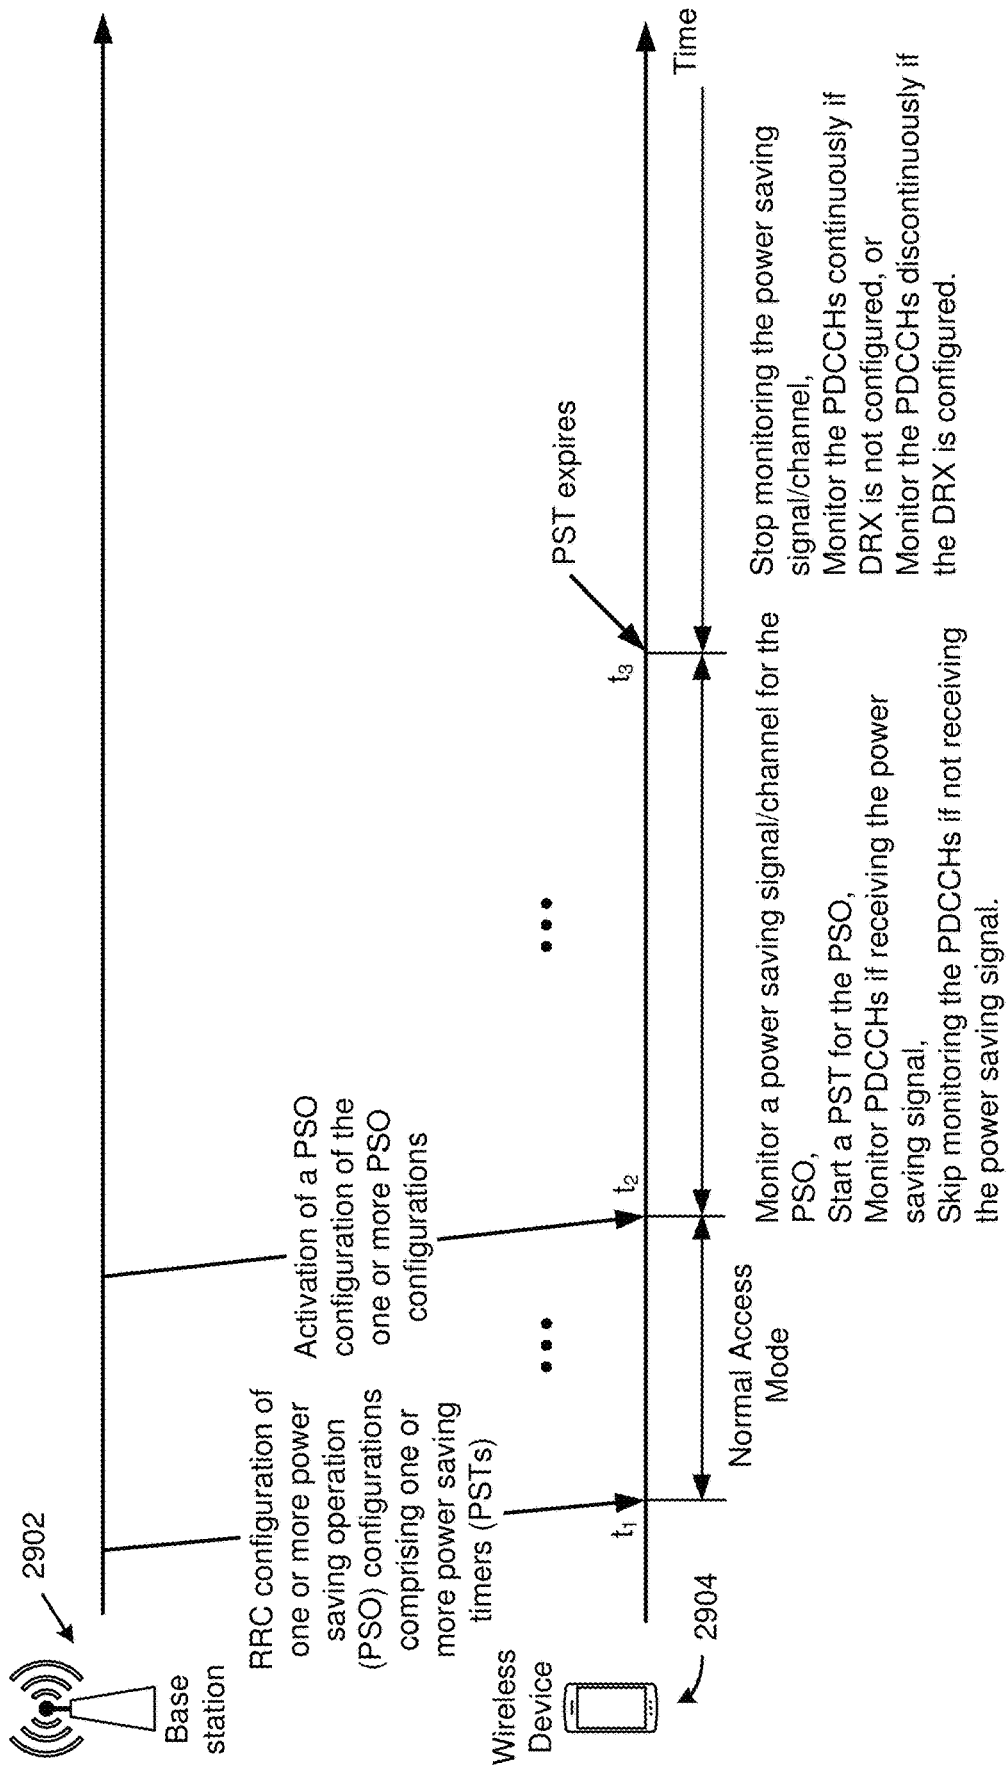 2902
Base
station
RRC configuration of
one or more power
saving operation
(PSO) configurations
comprising one or
more power saving
timers (PSTs)
Activation of a PSO
configuration of the
one or more PSO
configurations
PST expires
Wireless
Device
2904
t1
t2
t3
Time
Normal Access
Mode
Monitor a power saving signal/channel for the
PSO,
Start a PST for the PSO,
Monitor PDCCHs if receiving the power
saving signal,
Skip monitoring the PDCCHs if not receiving
the power saving signal.
Stop monitoring the power saving
signal/channel,
Monitor the PDCCHs continuously if
DRX is not configured, or
Monitor the PDCCHs discontinuously if
the DRX is configured.